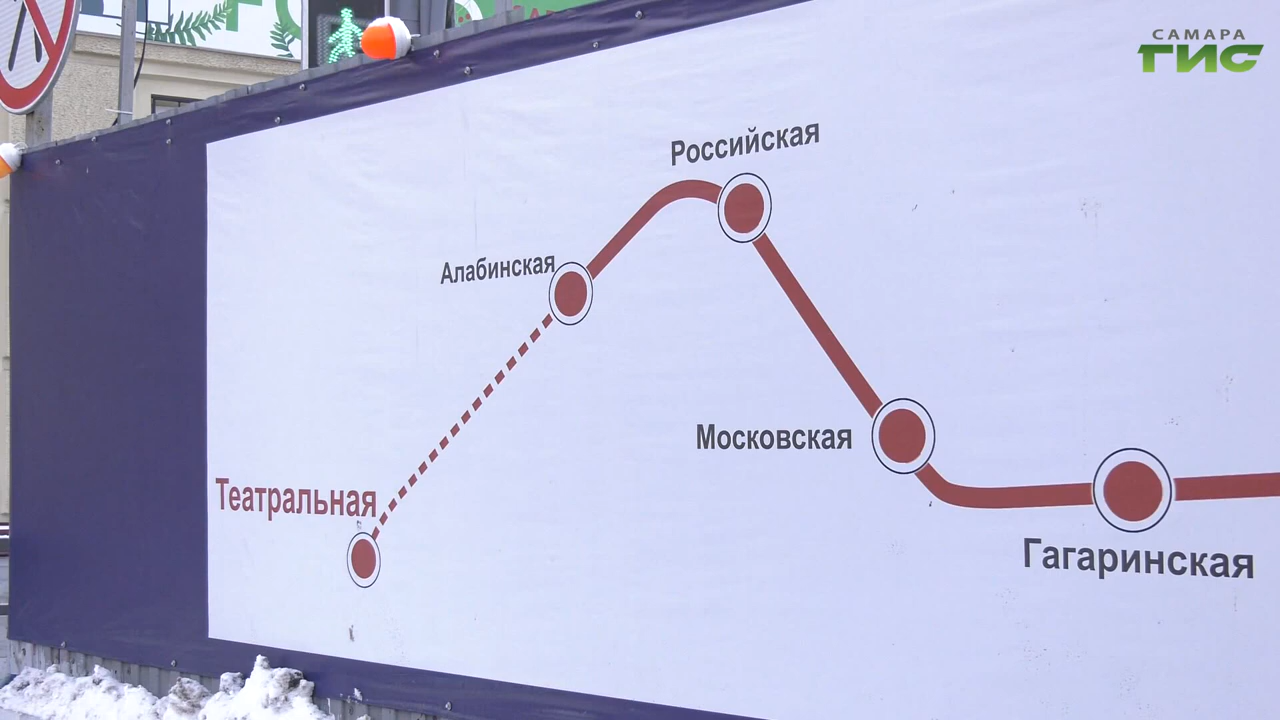 САМАРА
ГИС
Российская
Алабинская
Московская
Театральная
Гагаринская